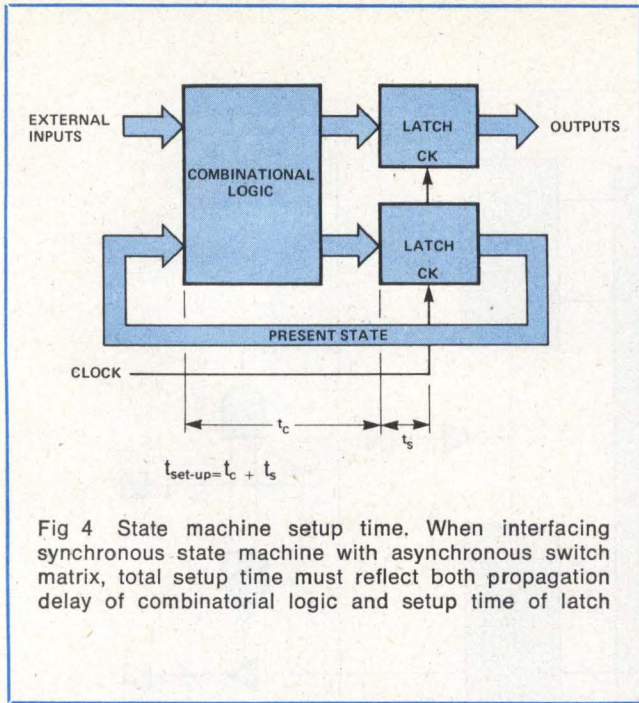 EXTERNAL
INPUTS
COMBINATIONAL
LOGIC
LATCH
CK
OUTPUTS
LATCH
CK
PRESENT STATE
CLOCK
tc
ts
tset-up= tc + ts
Fig 4 State machine setup time. When interfacing
synchronous state machine with asynchronous switch
matrix, total setup time must reflect both propagation
delay of combinatorial logic and setup time of latch